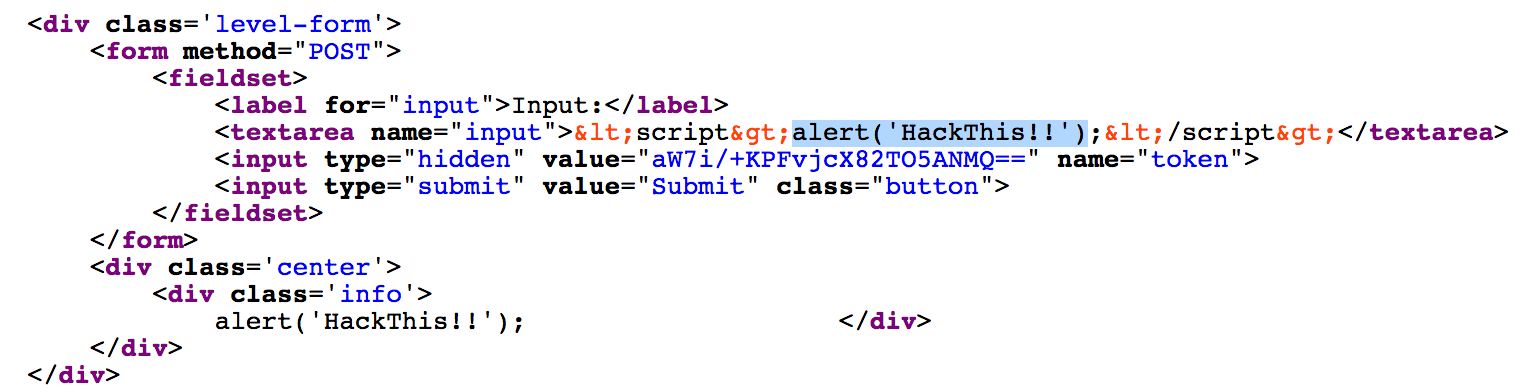 <div class='level-form'>
<form method="POST">
<fieldset>
<label for="input">Input:</label>
<textarea name="input">&lt;script&gt;alert('HackThis!!');&lt;/script&gt;</textarea>
<input type="hidden" value="aW7i/+KPFvjcX82TO5ANMQ==" name="token">
<input type="submit" value="Submit" class="button">
</fieldset>
</form>
<div class='center'>
<div class='info'>
alert('HackThis!!'); </div>
</div>
</div>